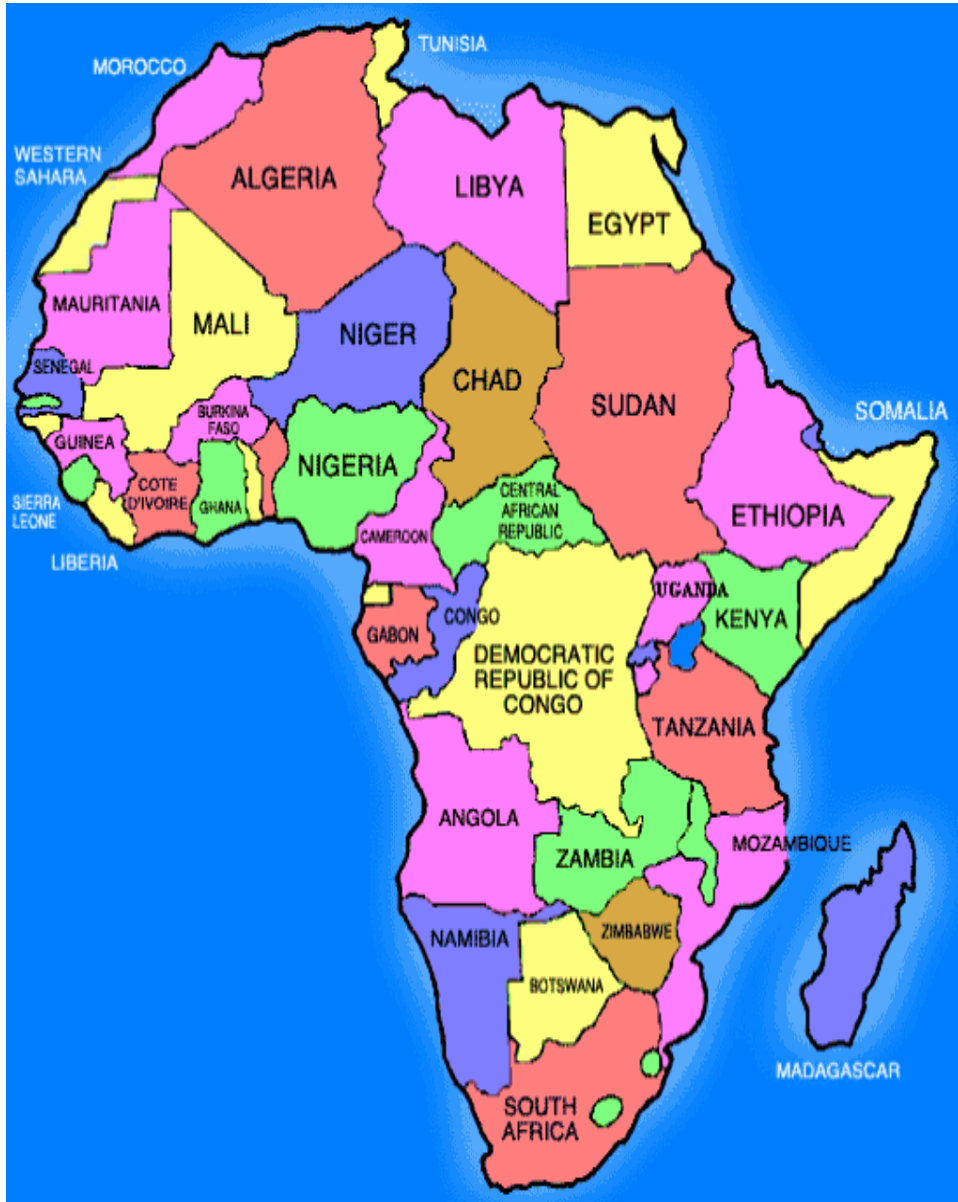 TUNISIA
MOROCCO
WESTERN
SAHARA
ALGERIA
LIBYA
EGYPT
MAURITANIA
MALI
NIGER
CHAD
SUDAN
SENEGAL
BURKINA
FASO
GUINEA
NIGERIA
SOMALIA
COTE
D'IVOIRE
GHANA
SIERRA
LEONE
LIBERIA
CENTRAL
AFRICAN
REPUBLIC
CAMEROON
ETHIOPIA
UGANDA
KENYA
GABON
CONGO
DEMOCRATIC
REPUBLIC OF
CONGO
TANZANIA
ANGOLA
ZAMBIA
MOZAMBIQUE
NAMIBIA
ZIMBABWE
BOTSWANA
MADAGASCAR
SOUTH
AFRICA